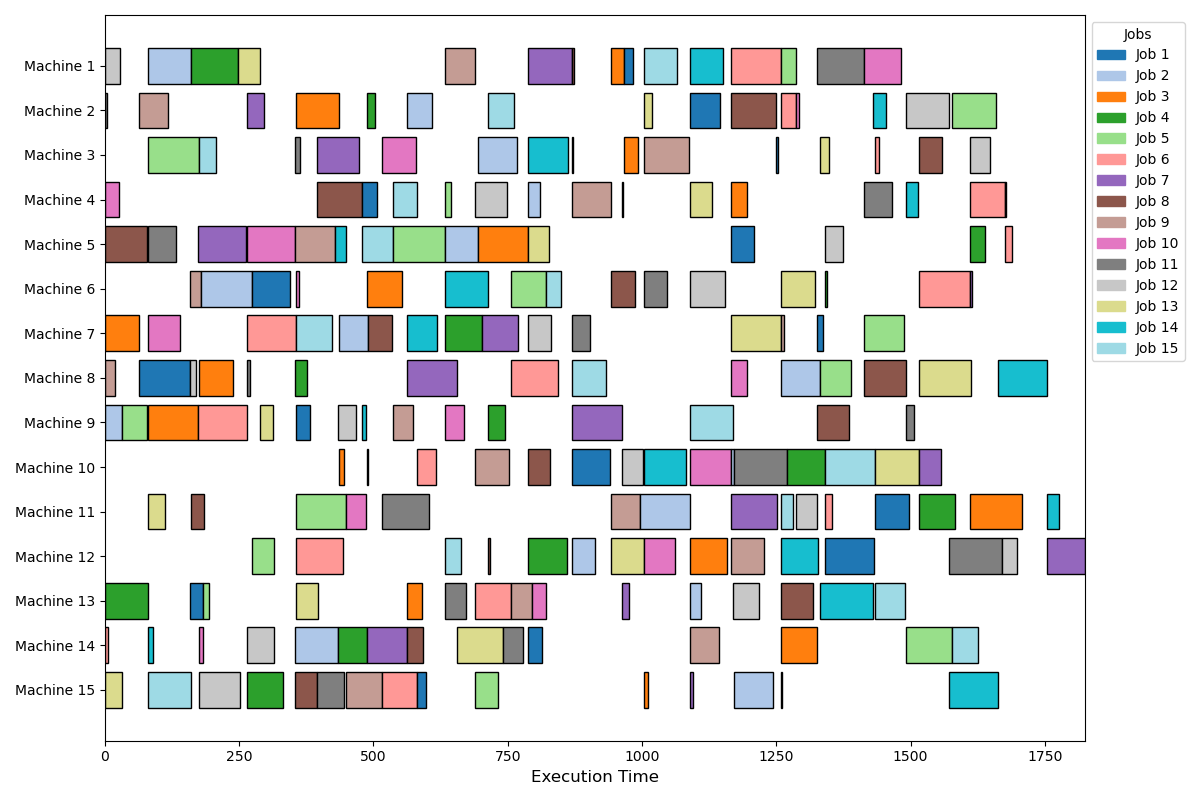 Machine 1
Machine 2
Machine 3
Machine 4
Machine 5
Machine 6
Machine 7
Machine 8
Machine 9
Machine 10
Machine 11
Machine 12
Machine 13
Machine 14
Machine 15
0 250 500 750 1000 1250 1500 1750
Execution Time
Jobs
Job 1
Job 2
Job 3
Job 4
Job 5
Job 6
Job 7
Job 8
Job 9
Job 10
Job 11
Job 12
Job 13
Job 14
Job 15